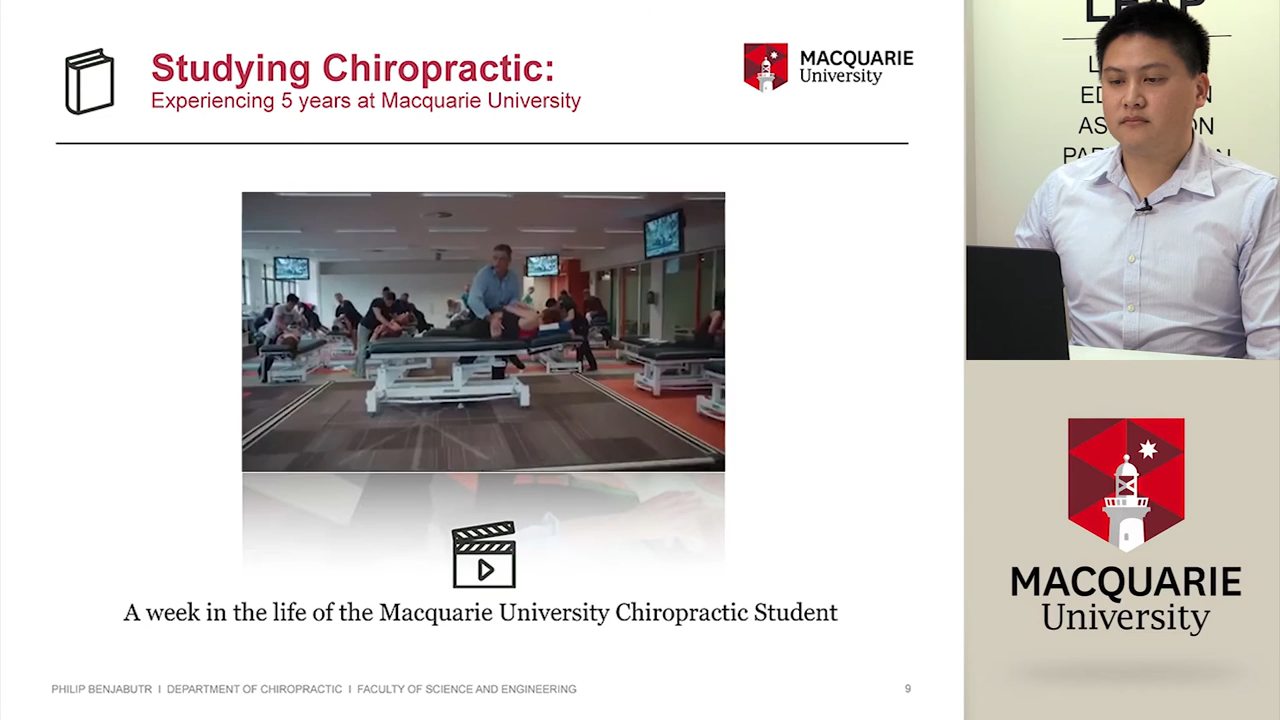 Studying Chiropractic:
Experiencing 5 years at Macquarie University
MACQUARIE
University
A week in the life of the Macquarie University Chiropractic Student
PHILIP BENJABUTR I DEPARTMENT OF CHIROPRACTIC I FACULTY OF SCIENCE AND ENGINEERING
9
MACQUARIE
University